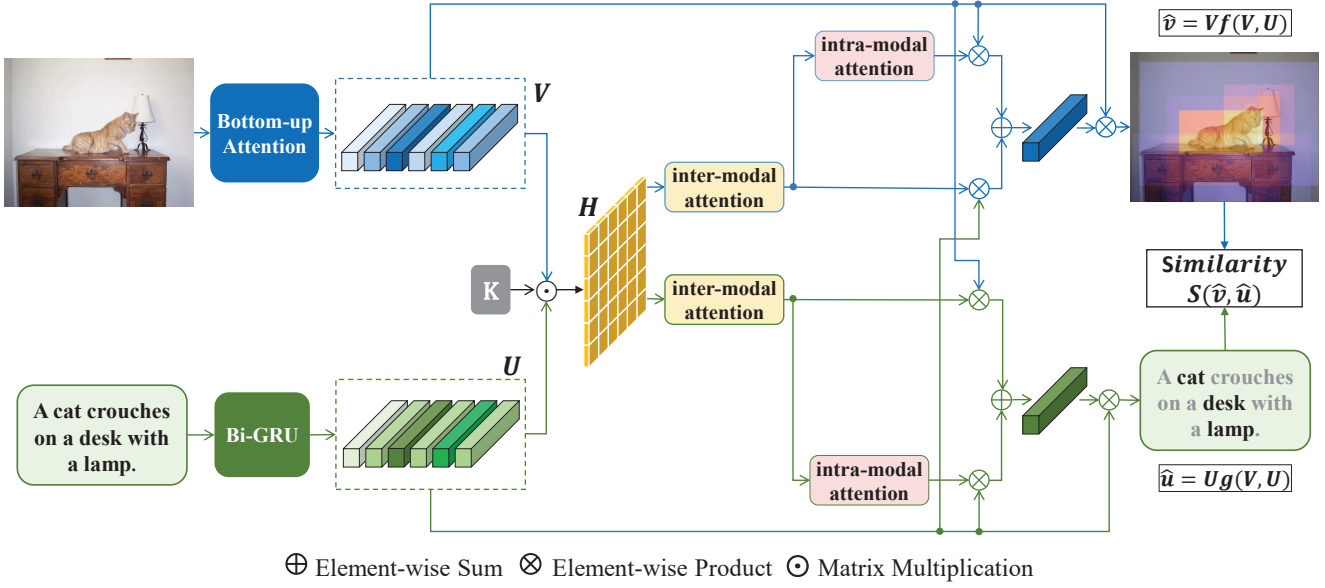 v̂ = Vf(V, U)
intra-modal
attention
V
Bottom-up
Attention
inter-modal
attention
H
Similarity
S(v̂, û)
K
inter-modal
attention
U
A cat crouches
on a desk with
a lamp.
Bi-GRU
A cat crouches
on a desk with
a lamp.
intra-modal
attention
û = Ug(V, U)
⊕ Element-wise Sum ⊗ Element-wise Product ⊙ Matrix Multiplication